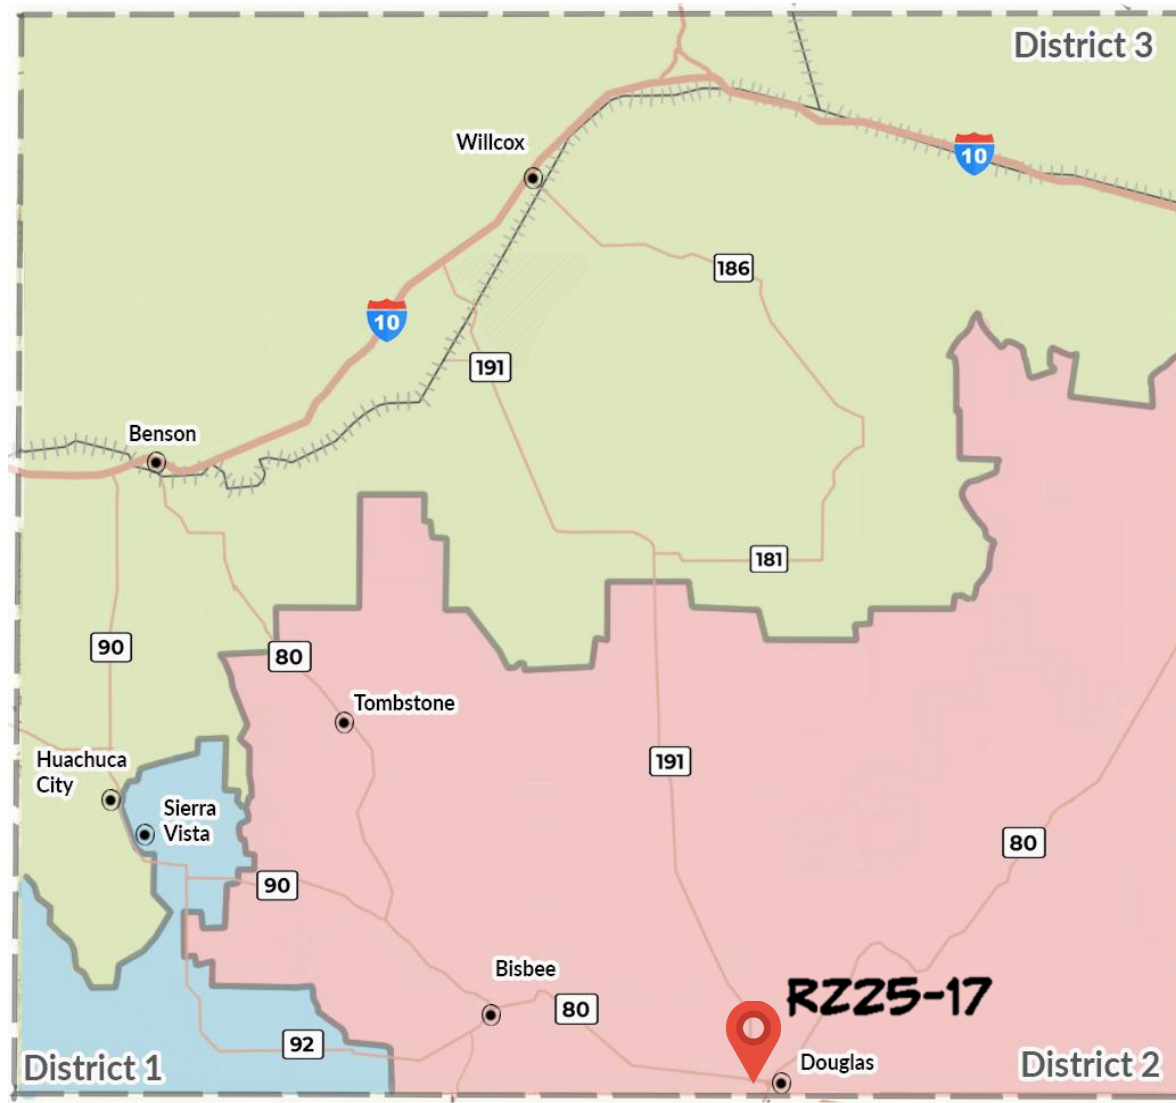 District 3
Willcox
10
186
10
191
Benson
181
90
80
Tombstone
Huachuca
City
191
Sierra
Vista
80
90
Bisbee
RZ25-17
80
92
District 1
Douglas
District 2